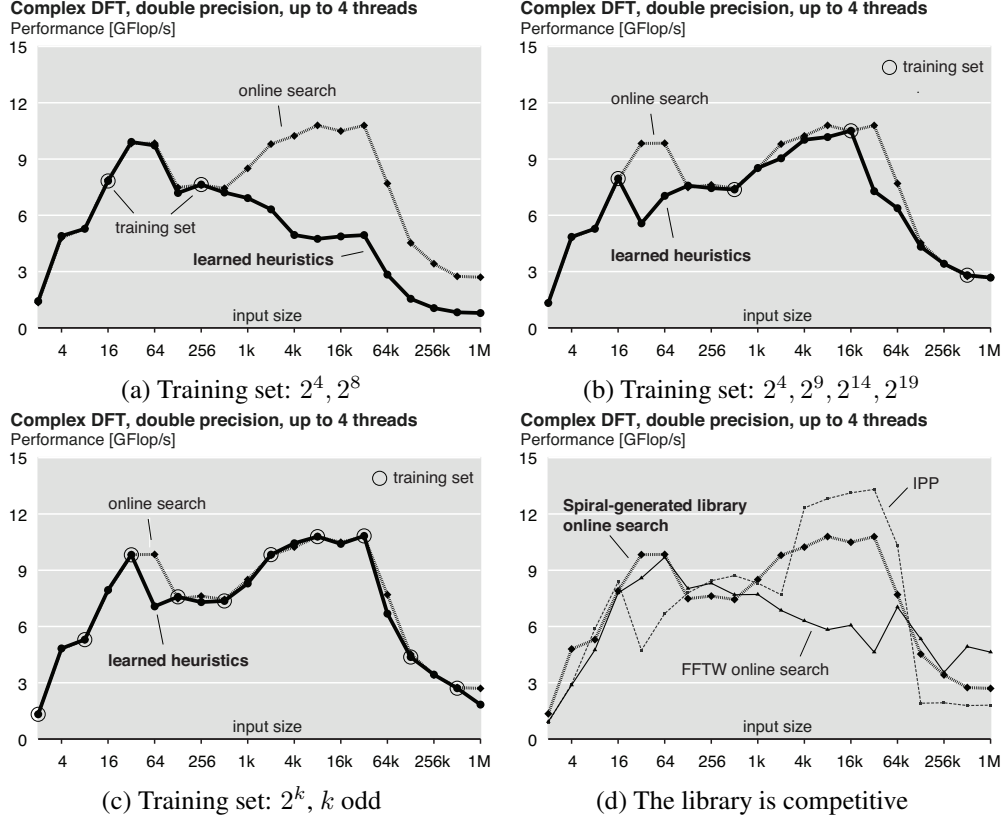 Complex DFT, double precision, up to 4 threads
Performance [GFlop/s]
15
12
9
6
3
0
online search
training set
learned heuristics
input size
4 16 64 256 1k 4k 16k 64k 256k 1M
(a) Training set: 2^4, 2^8
Complex DFT, double precision, up to 4 threads
Performance [GFlop/s]
15
12
9
6
3
0
training set
online search
learned heuristics
input size
4 16 64 256 1k 4k 16k 64k 256k 1M
(b) Training set: 2^4, 2^9, 2^14, 2^19
Complex DFT, double precision, up to 4 threads
Performance [GFlop/s]
15
12
9
6
3
0
training set
online search
learned heuristics
input size
4 16 64 256 1k 4k 16k 64k 256k 1M
(c) Training set: 2^k, k odd
Complex DFT, double precision, up to 4 threads
Performance [GFlop/s]
15
12
9
6
3
0
IPP
Spiral-generated library
online search
FFTW online search
input size
4 16 64 256 1k 4k 16k 64k 256k 1M
(d) The library is competitive